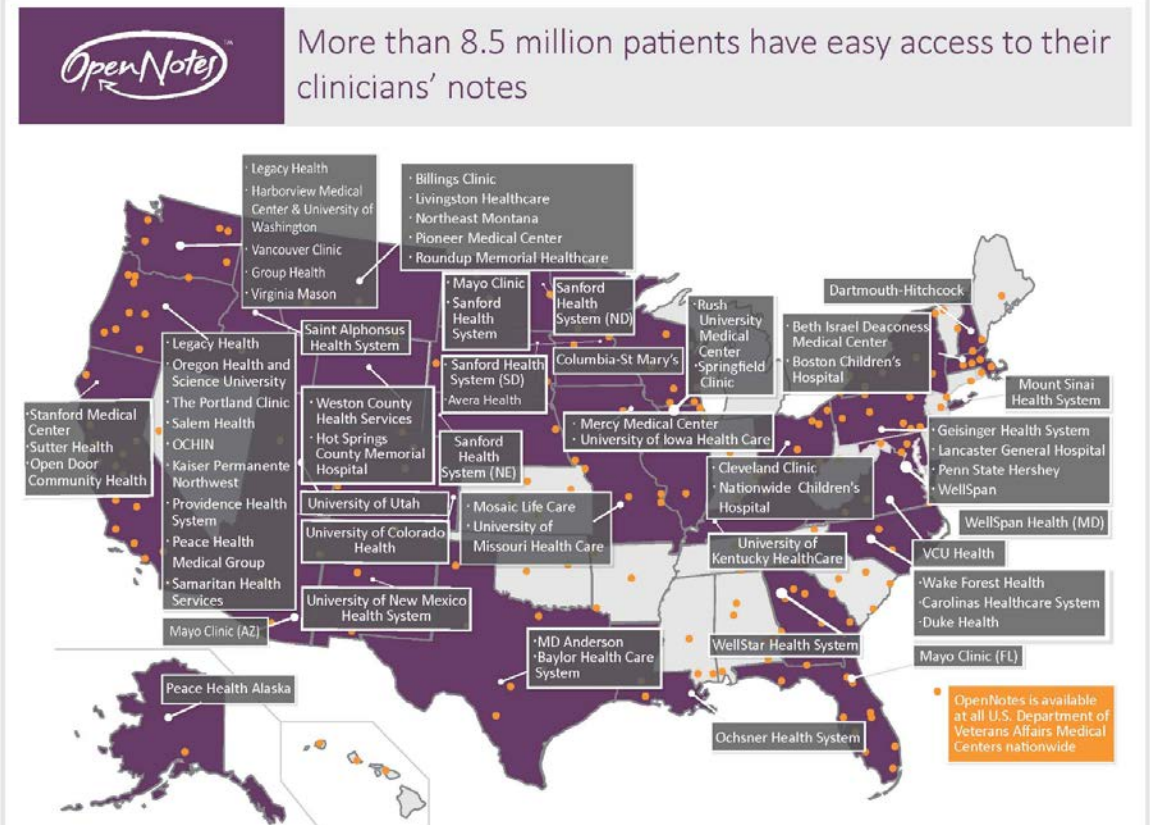 OpenNotes™
More than 8.5 million patients have easy access to their
clinicians' notes
· Legacy Health
· Harborview Medical
Center & University of
Washington
· Vancouver Clinic
· Group Health
· Virginia Mason
· Billings Clinic
· Livingston Healthcare
· Northeast Montana
· Pioneer Medical Center
· Roundup Memorial Healthcare
· Mayo Clinic
· Sanford
Health
System
Sanford
Health
System (ND)
Saint Alphonsus
Health System
· Legacy Health
· Oregon Health and
Science University
· The Portland Clinic
· Salem Health
· OCHIN
· Kaiser Permanente
Northwest
· Providence Health
System
· Peace Health
Medical Group
· Samaritan Health
Services
·Stanford Medical
Center
·Sutter Health
·Open Door
Community Health
· Sanford Health
System (SD)
· Avera Health
Columbia-St Mary's
·Rush
University
Medical
Center
·Springfield
Clinic
Dartmouth-Hitchcock
· Beth Israel Deaconess
Medical Center
· Boston Children's
Hospital
Mount Sinai
Health System
· Weston County
Health Services
· Hot Springs
County Memorial
Hospital
Sanford
Health
System (NE)
· Mercy Medical Center
· University of Iowa Health Care
· Cleveland Clinic
· Nationwide Children's
Hospital
·Geisinger Health System
·Lancaster General Hospital
·Penn State Hershey
·WellSpan
University of Utah
University of Colorado
Health
· Mosaic Life Care
· University of
Missouri Health Care
WellSpan Health (MD)
University of
Kentucky HealthCare
VCU Health
·Wake Forest Health
·Carolinas Healthcare System
·Duke Health
University of New Mexico
Health System
Mayo Clinic (AZ)
·MD Anderson
·Baylor Health Care
System
WellStar Health System
Mayo Clinic (FL)
Peace Health Alaska
Ochsner Health System
OpenNotes is available
at all U.S. Department of
Veterans Affairs Medical
Centers nationwide